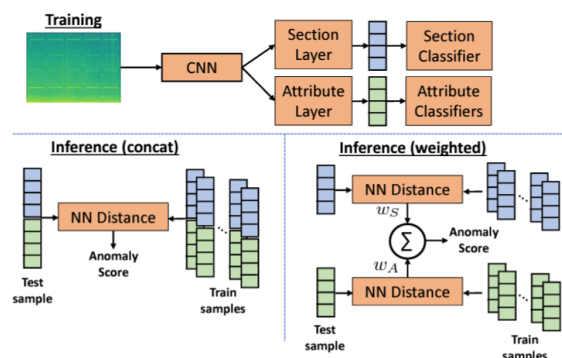 Training
CNN
Section
Layer
Section
Classifier
Attribute
Layer
Attribute
Classifiers
Inference (concat)
NN Distance
Anomaly
Score
Test
sample
Train
samples
Inference (weighted)
NN Distance
w_S
Σ
Anomaly
Score
w_A
NN Distance
Test
sample
Train
samples